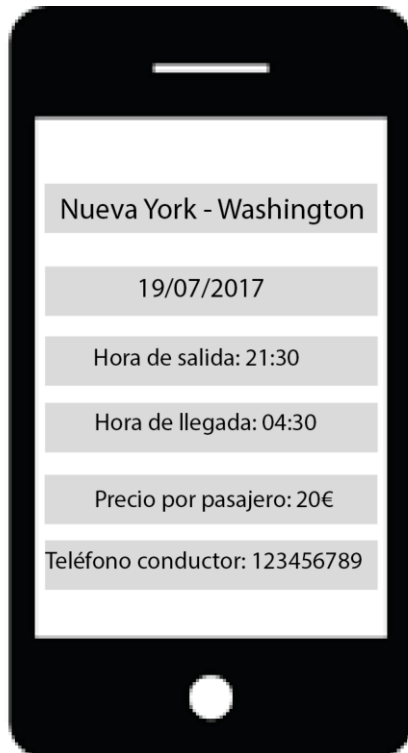 Nueva York - Washington
19/07/2017
Hora de salida: 21:30
Hora de llegada: 04:30
Precio por pasajero: 20€
Teléfono conductor: 123456789